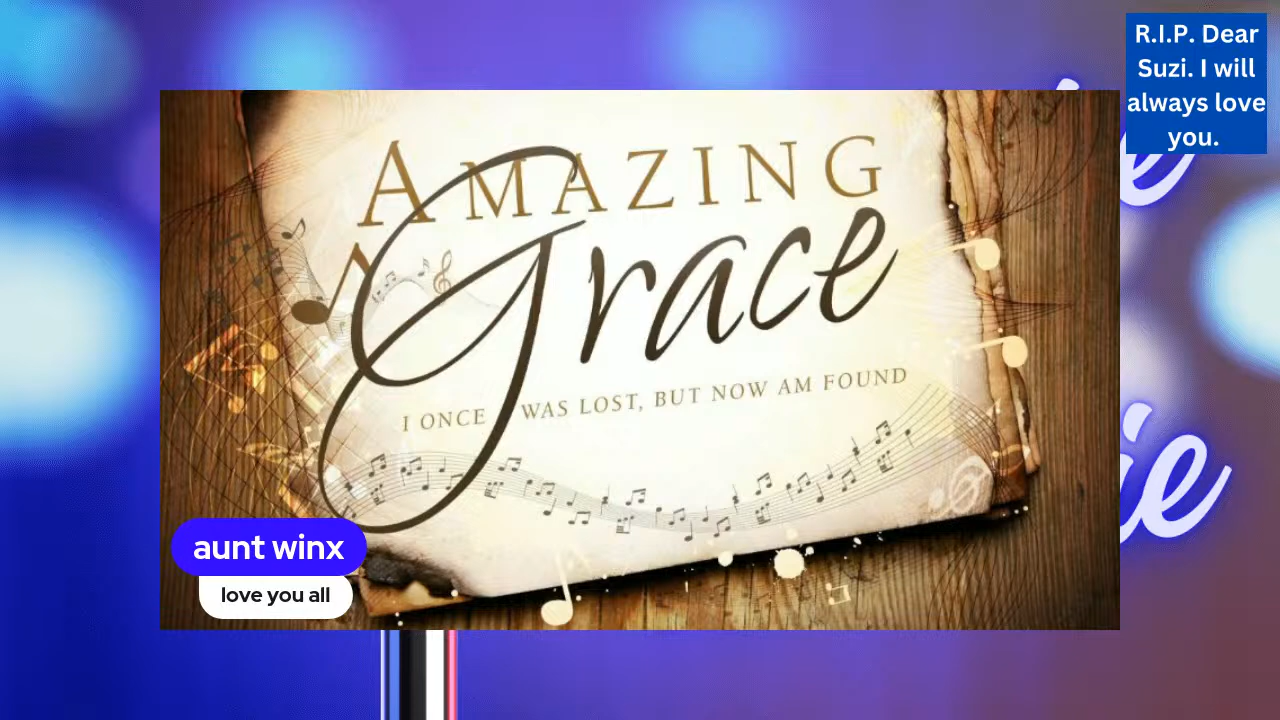 R.I.P. Dear
Suzi. I will
always love
you.
AMAZING
Grace
I ONCE WAS LOST, BUT NOW AM FOUND
aunt winx
love you all